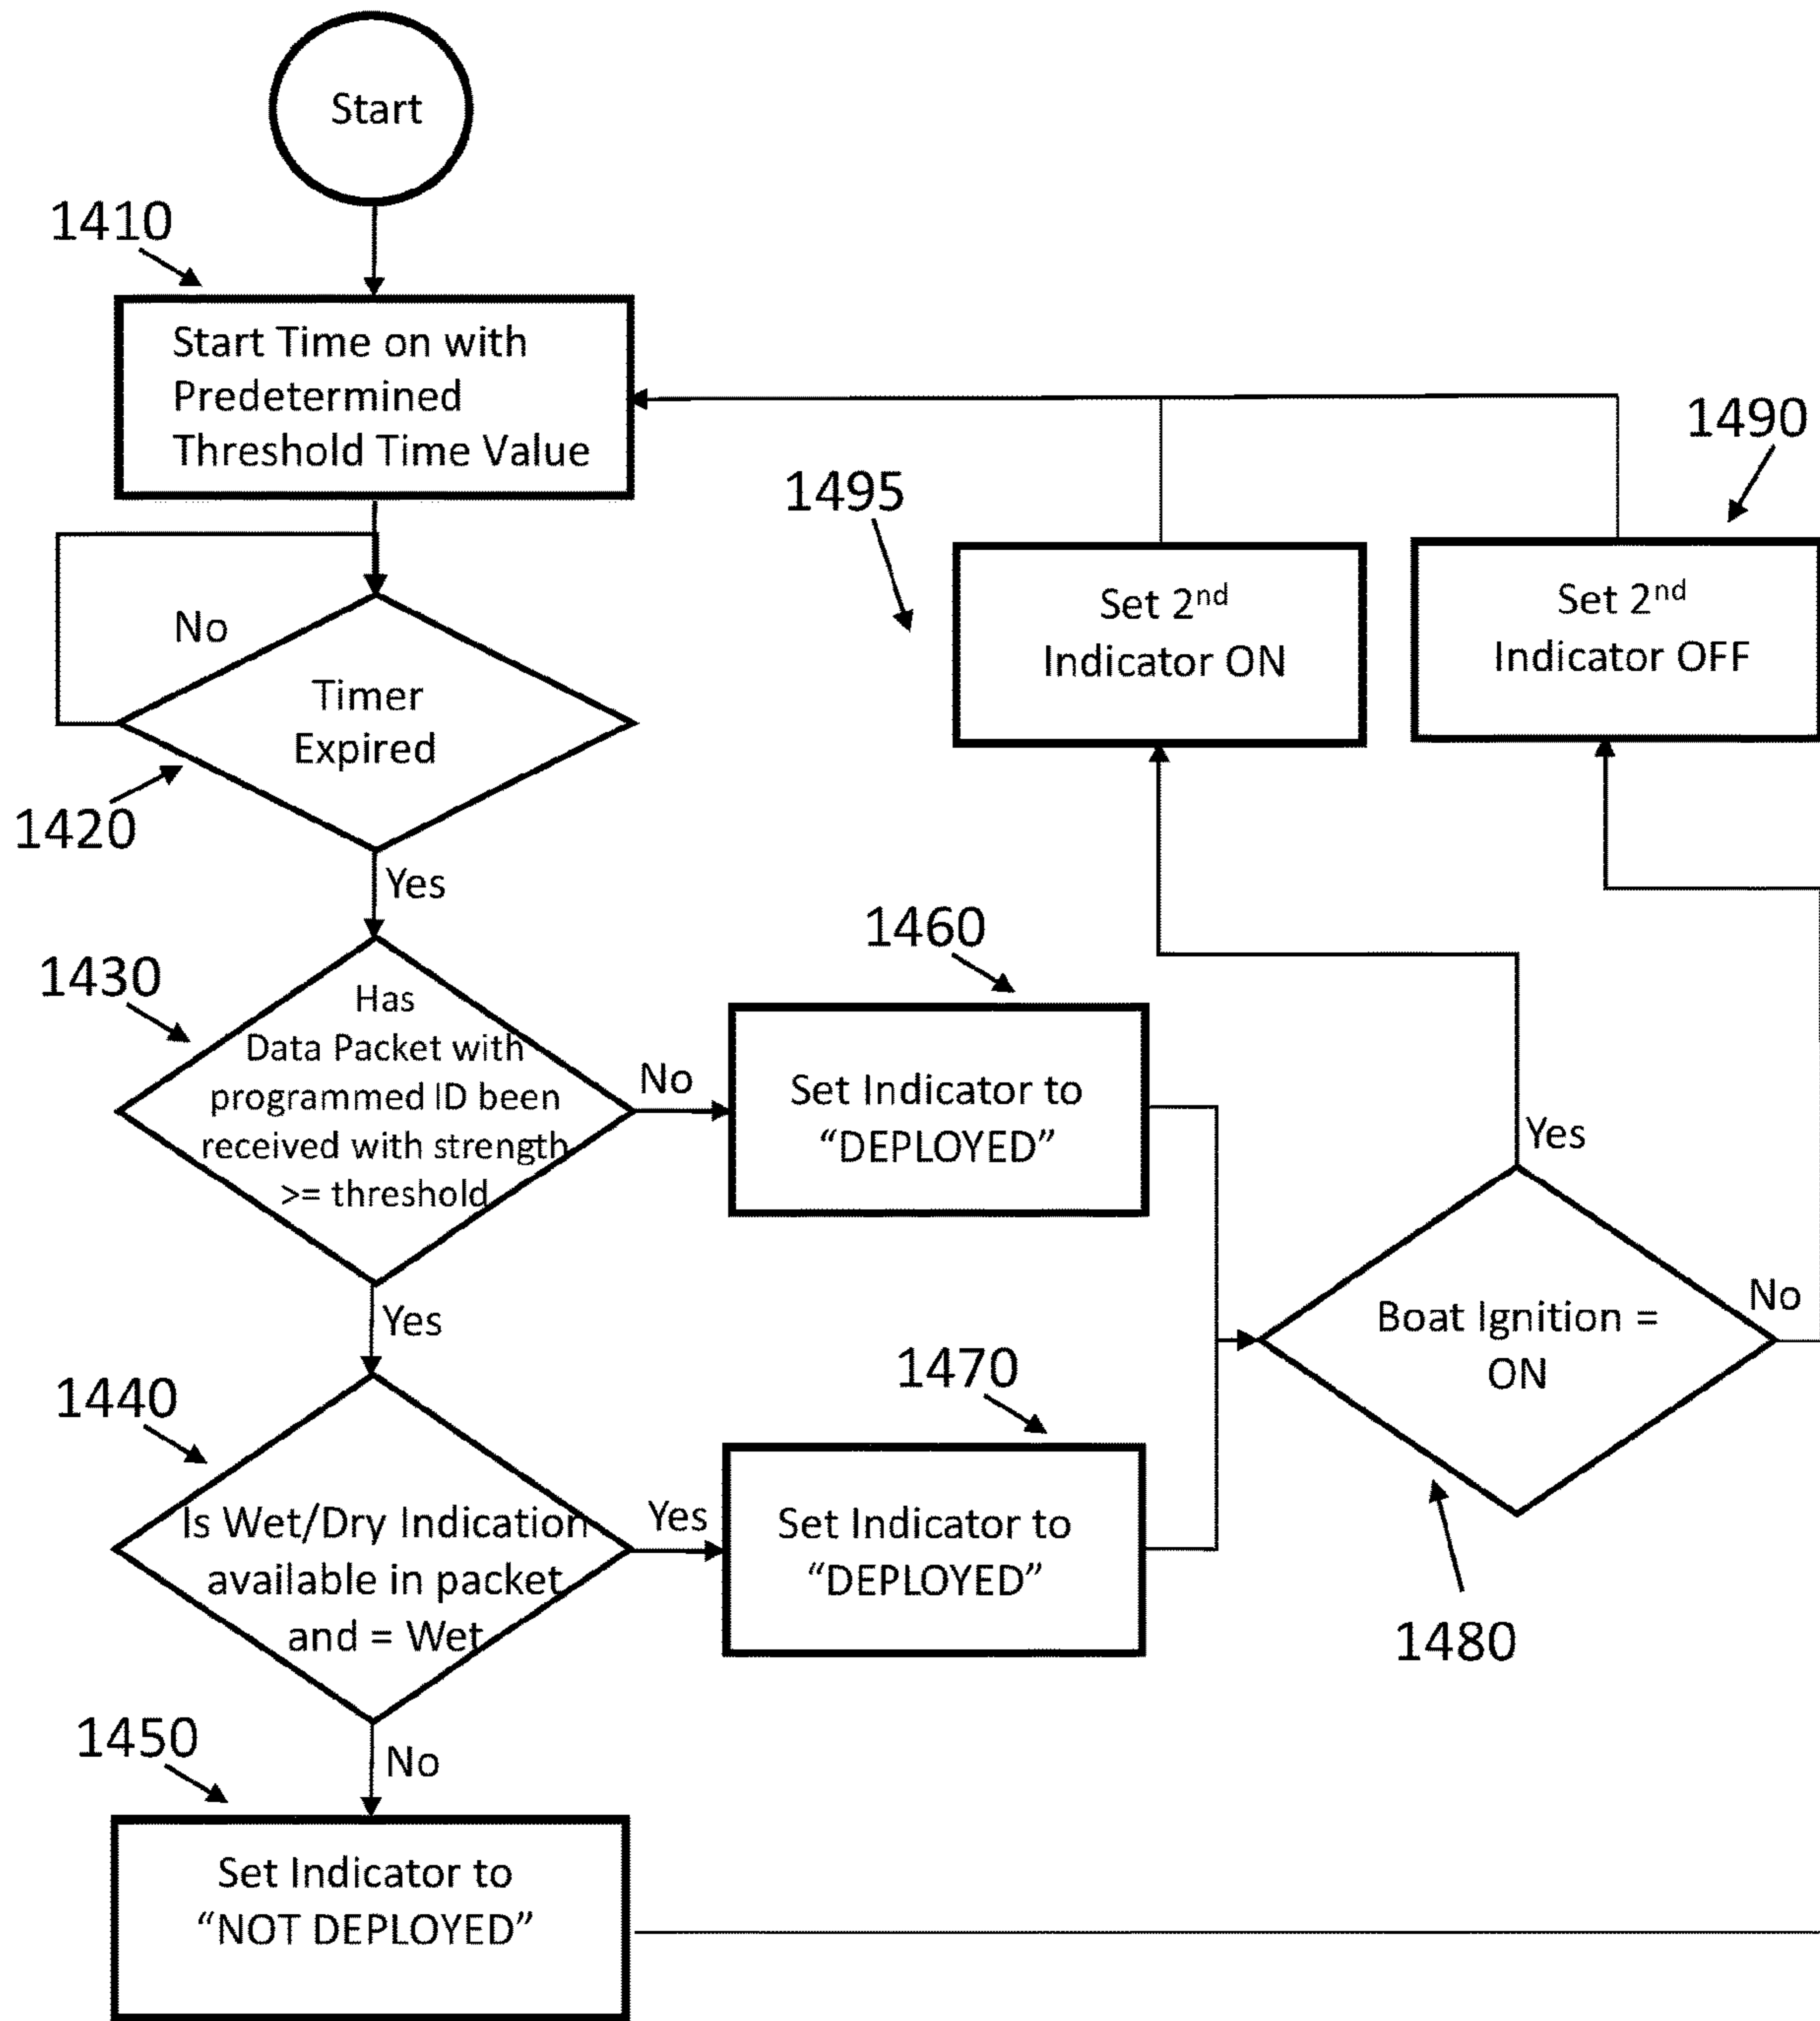 Start
1410
Start Time on with
Predetermined
Threshold Time Value
1490
1495
Set 2nd
Indicator ON
Set 2nd
Indicator OFF
No
Timer
Expired
1420
Yes
1460
1430
Has
Data Packet with
programmed ID been
received with strength
>= threshold
No
Set Indicator to
“DEPLOYED”
Yes
Boat Ignition =
ON
No
Yes
1470
1440
Is Wet/Dry Indication
available in packet
and = Wet
Yes
Set Indicator to
“DEPLOYED”
1480
1450
No
Set Indicator to
“NOT DEPLOYED”